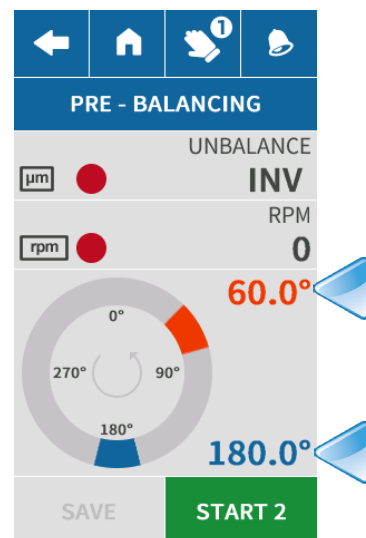 1
PRE - BALANCING
UNBALANCE
µm
INV
RPM
rpm
0
60.0°
0°
270°
90°
180°
180.0°
SAVE
START 2